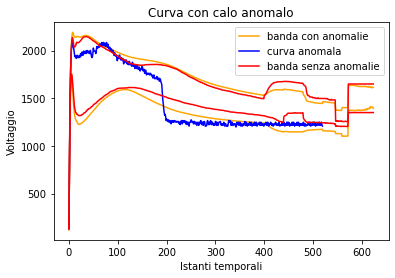 Curva con calo anomalo
banda con anomalie
curva anomala
banda senza anomalie
Voltaggio
2000
1500
1000
500
0 100 200 300 400 500 600
Istanti temporali